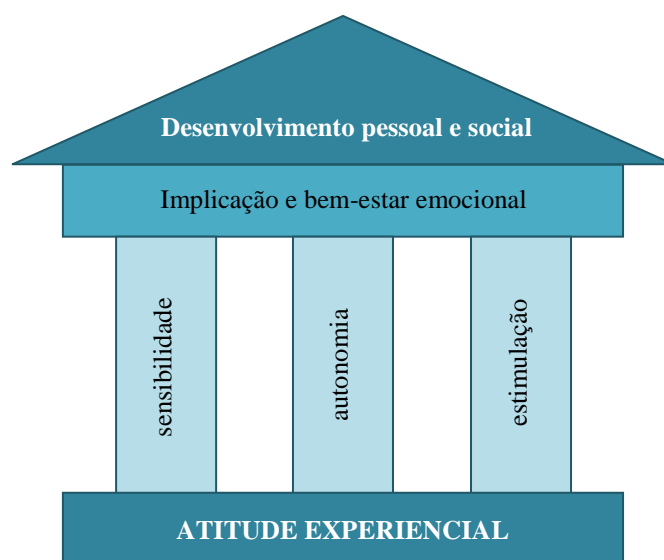 Desenvolvimento pessoal e social
Implicação e bem-estar emocional
sensibilidade
autonomia
estimulação
ATITUDE EXPERIENCIAL